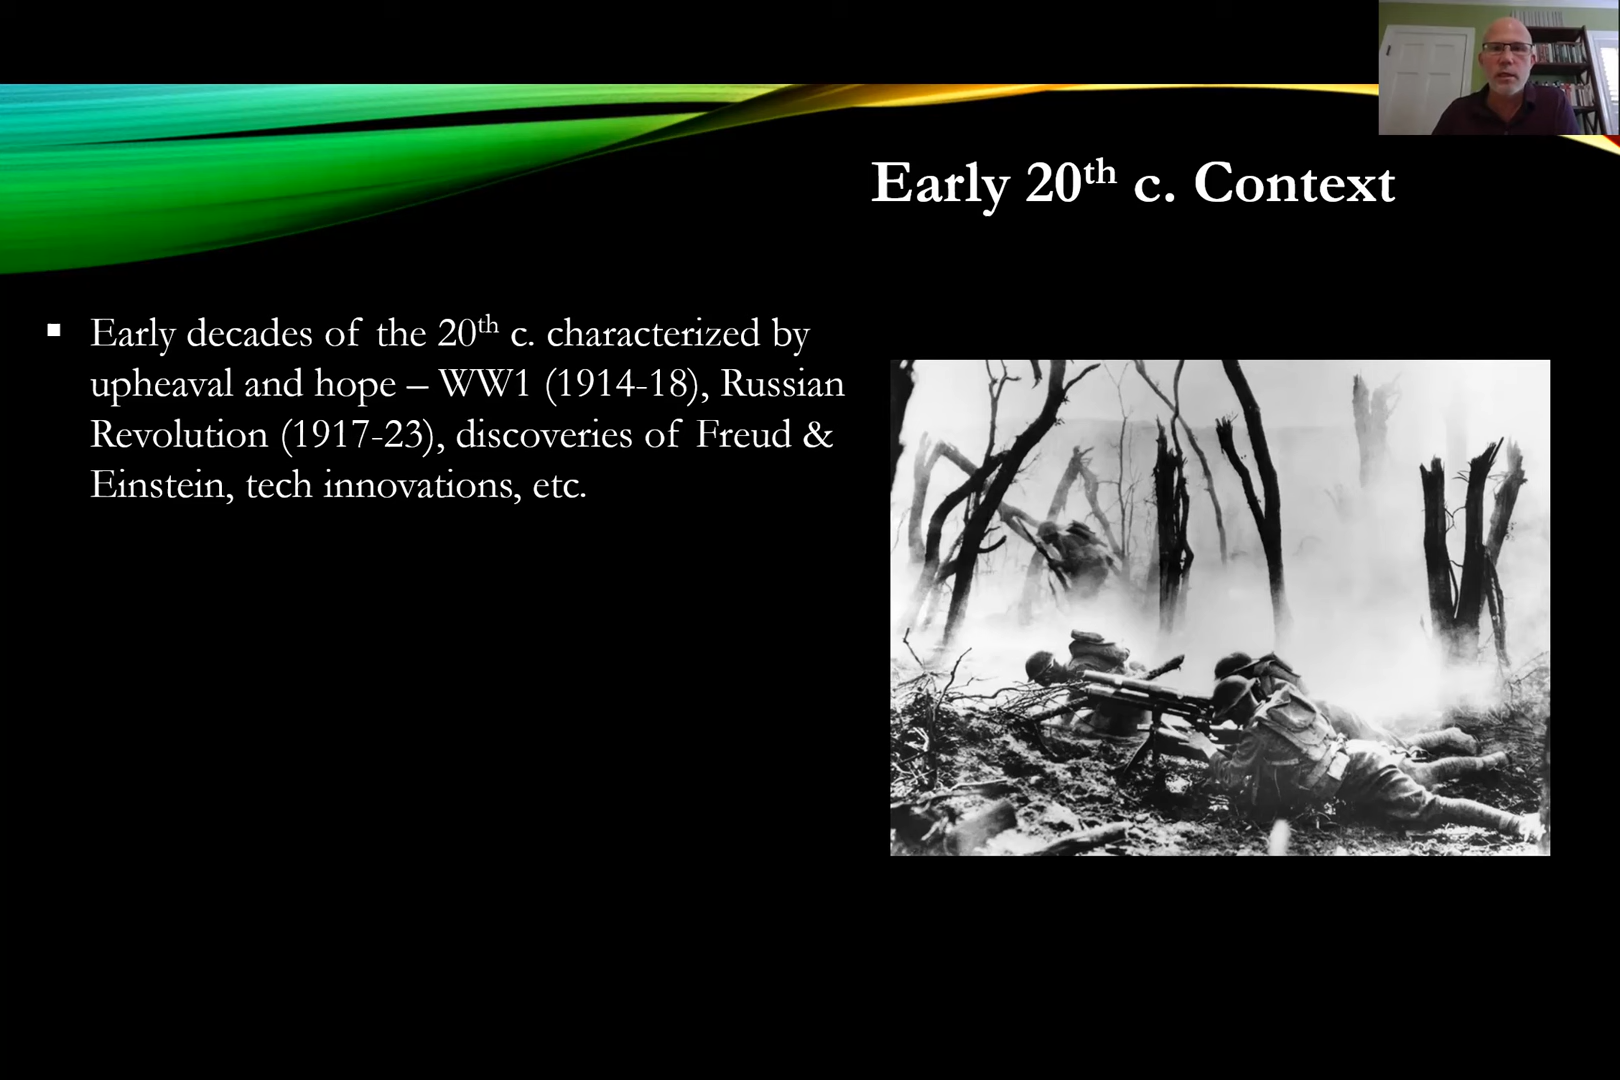 Early 20th c. Context
▪ Early decades of the 20th c. characterized by
upheaval and hope – WW1 (1914-18), Russian
Revolution (1917-23), discoveries of Freud &
Einstein, tech innovations, etc.